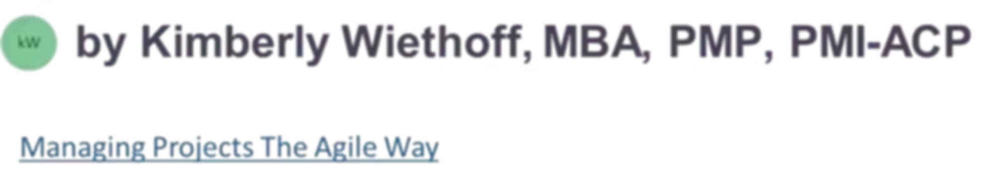 kW
by Kimberly Wiethoff, MBA, PMP, PMI-ACP
Managing Projects The Agile Way